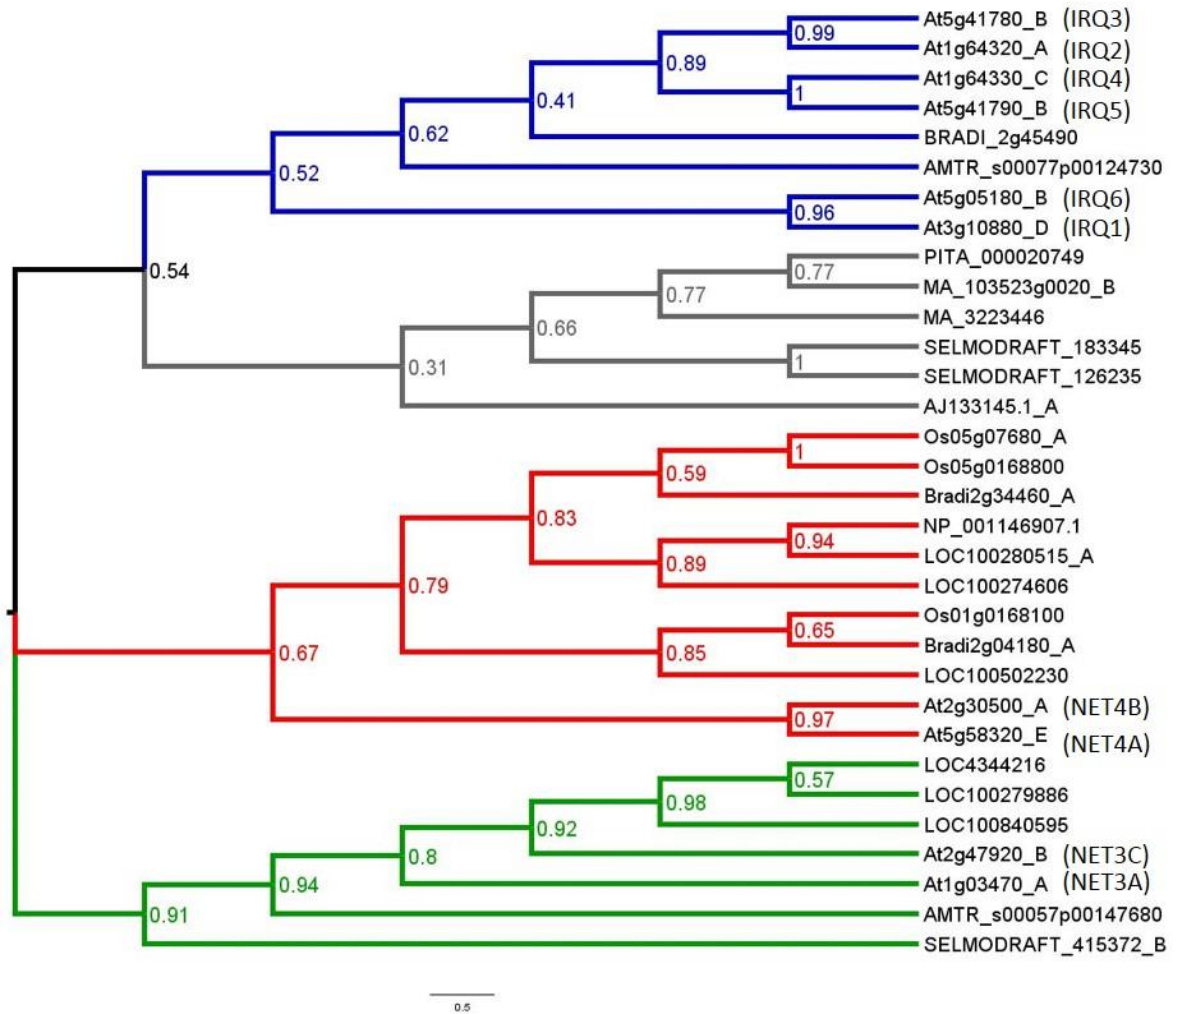 At5g41780_B (IRQ3)
0.99
At1g64320_A (IRQ2)
0.89
At1g64330_C (IRQ4)
1
0.41
At5g41790_B (IRQ5)
0.62
BRADI_2g45490
AMTR_s00077p00124730
0.52
At5g05180_B (IRQ6)
0.96
At3g10880_D (IRQ1)
0.54
PITA_000020749
0.77
MA_103523g0020_B
0.77
MA_3223446
0.66
SELMODRAFT_183345
1
0.31
SELMODRAFT_126235
AJ133145.1_A
Os05g07680_A
1
Os05g0168800
0.59
Bradi2g34460_A
0.83
NP_001146907.1
0.94
LOC100280515_A
0.89
LOC100274606
0.79
Os01g0168100
0.65
Bradi2g04180_A
0.67
0.85
LOC100502230
At2g30500_A (NET4B)
0.97
At5g58320_E (NET4A)
LOC4344216
0.57
LOC100279886
0.98
LOC100840595
0.92
At2g47920_B (NET3C)
0.8
At1g03470_A (NET3A)
0.94
AMTR_s00057p00147680
0.91
SELMODRAFT_415372_B
0.5